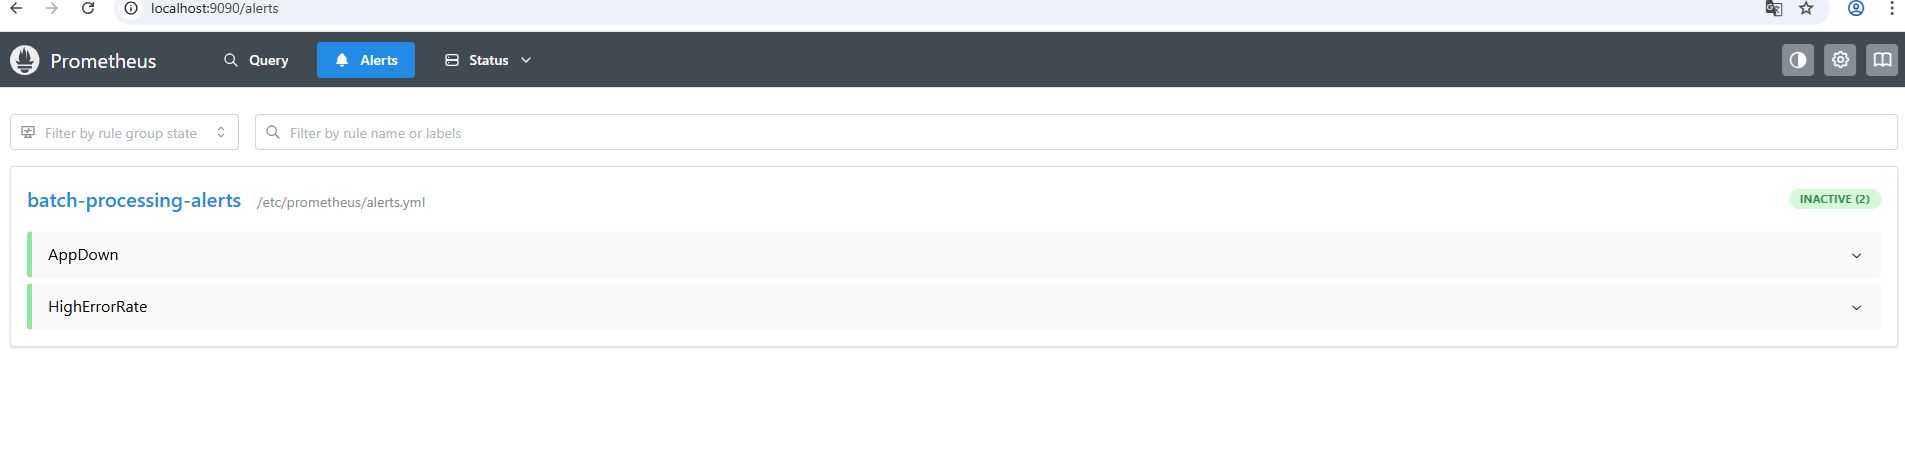 localhost:9090/alerts
Prometheus Query Alerts Status
Filter by rule group state Filter by rule name or labels
batch-processing-alerts /etc/prometheus/alerts.yml INACTIVE (2)
AppDown
HighErrorRate